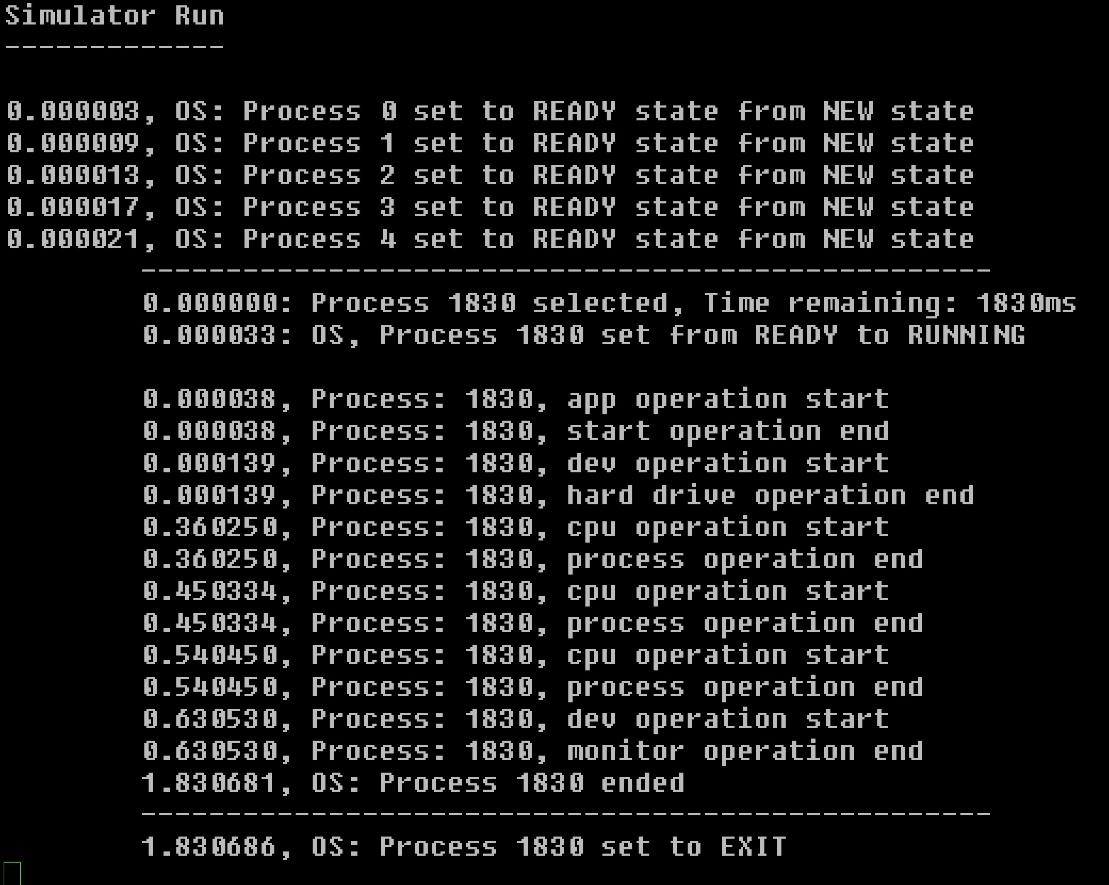 Simulator Run
-------------
0.000003, OS: Process 0 set to READY state from NEW state
0.000009, OS: Process 1 set to READY state from NEW state
0.000013, OS: Process 2 set to READY state from NEW state
0.000017, OS: Process 3 set to READY state from NEW state
0.000021, OS: Process 4 set to READY state from NEW state
--------------------------------------------------
0.000000: Process 1830 selected, Time remaining: 1830ms
0.000033: OS, Process 1830 set from READY to RUNNING
0.000038, Process: 1830, app operation start
0.000038, Process: 1830, start operation end
0.000139, Process: 1830, dev operation start
0.000139, Process: 1830, hard drive operation end
0.360250, Process: 1830, cpu operation start
0.360250, Process: 1830, process operation end
0.450334, Process: 1830, cpu operation start
0.450334, Process: 1830, process operation end
0.540450, Process: 1830, cpu operation start
0.540450, Process: 1830, process operation end
0.630530, Process: 1830, dev operation start
0.630530, Process: 1830, monitor operation end
1.830681, OS: Process 1830 ended
--------------------------------------------------
1.830686, OS: Process 1830 set to EXIT